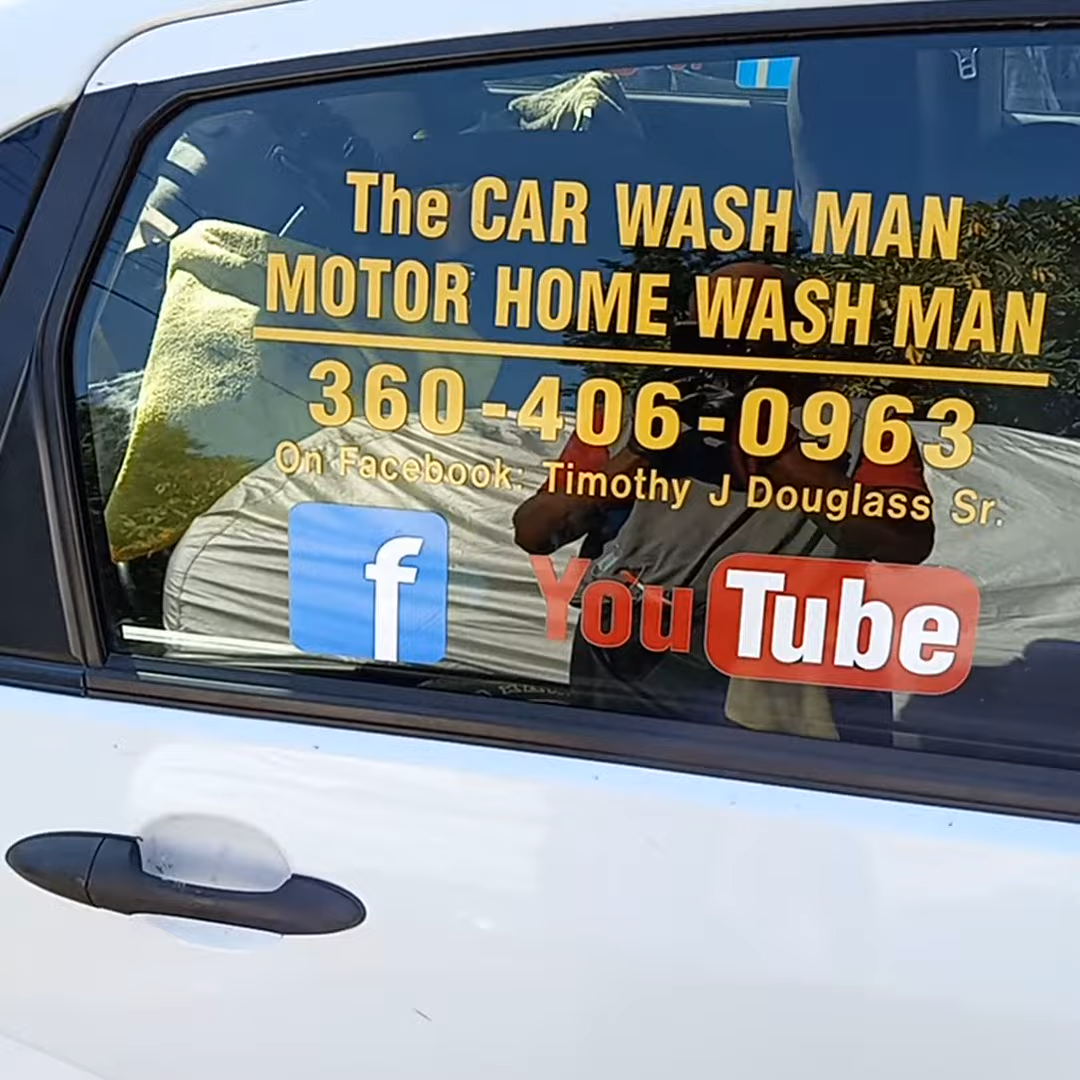 The CAR WASH MAN
MOTOR HOME WASH MAN
360-406-0963
On Facebook: Timothy J Douglass Sr.
f
YouTube